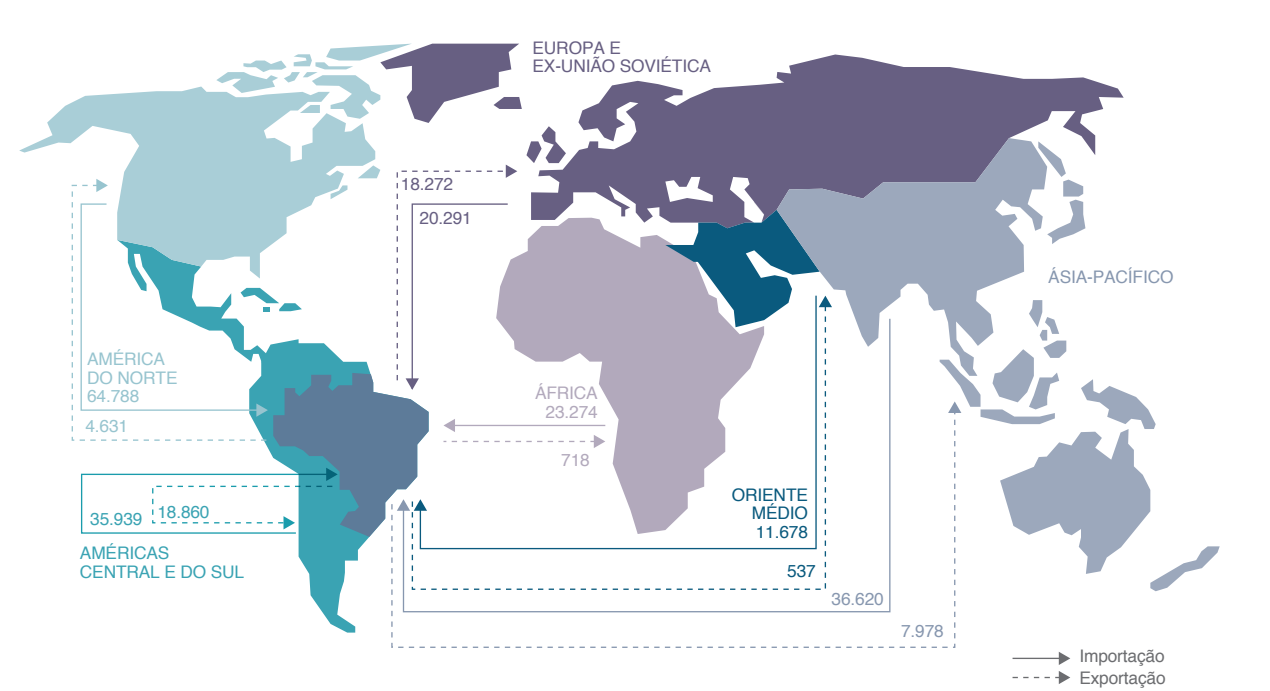 EUROPA E
EX-UNIÃO SOVIÉTICA
18.272
20.291
ÁSIA-PACÍFICO
AMÉRICA
DO NORTE
64.788
4.631
ÁFRICA
23.274
718
ORIENTE
MÉDIO
11.678
537
35.939
18.860
AMÉRICAS
CENTRAL E DO SUL
36.620
7.978
Importação
Exportação